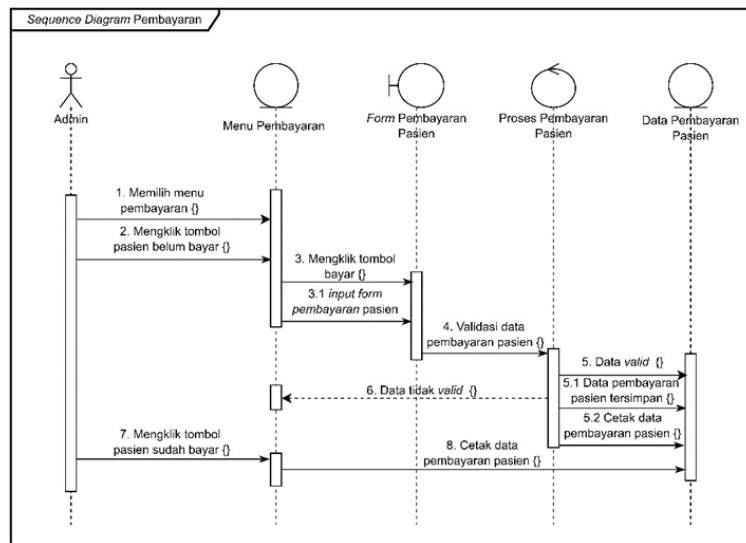 Sequence Diagram Pembayaran
Admin
Menu Pembayaran
Form Pembayaran
Pasien
Proses Pembayaran
Pasien
Data Pembayaran
Pasien
1. Memilih menu
pembayaran {}
2. Mengklik tombol
pasien belum bayar {}
3. Mengklik tombol
bayar {}
3.1 input form
pembayaran pasien
4. Validasi data
pembayaran pasien {}
5. Data valid {}
5.1 Data pembayaran
pasien tersimpan {}
6. Data tidak valid {}
5.2 Cetak data
pembayaran pasien {}
7. Mengklik tombol
pasien sudah bayar {}
8. Cetak data
pembayaran pasien {}